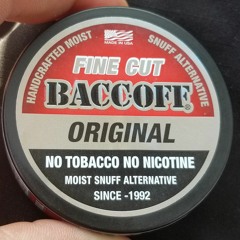 MADE IN USA
HANDCRAFTED MOIST
SNUFF ALTERNATIVE
FINE CUT
BACCOFF®
ORIGINAL
NO TOBACCO NO NICOTINE
MOIST SNUFF ALTERNATIVE
SINCE -1992